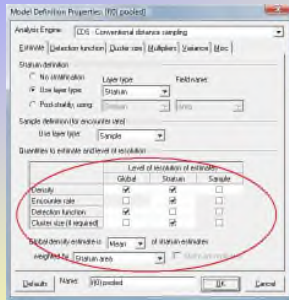 Model Definition Properties: [f(0) pooled]
Analysis Engine: CDS - Conventional distance sampling
Estimate Detection function Cluster size Multipliers Variance Misc.
Stratum definition
No stratification Layer type: Field name:
Use layer type: Stratum
Post-stratify, using:
Sample definition (for encounter rate)
Use layer type: Sample
Quantities to estimate and level of resolution
Level of resolution of estimates
Global Stratum Sample
Density
Encounter rate
Detection function
Cluster size (if required)
Global density estimate is Mean of stratum estimates
weighted by Stratum area
Defaults Name: f(0) pooled OK Cancel